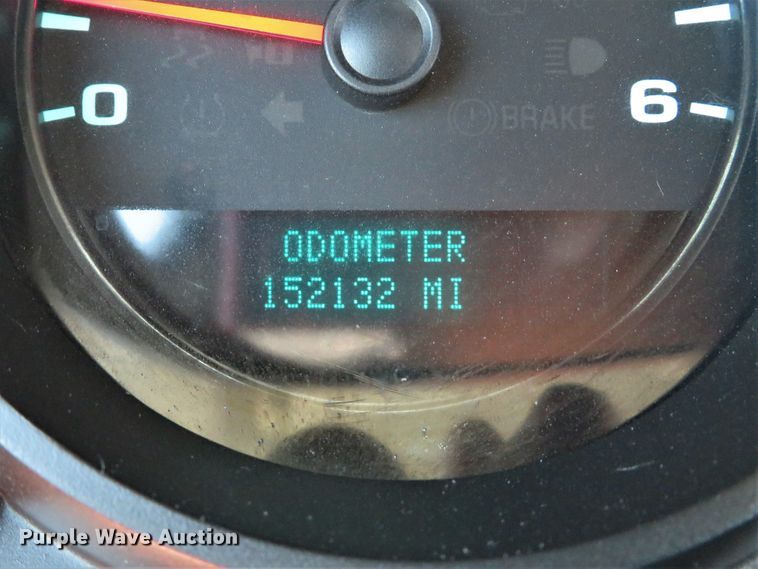 0
6
BRAKE
ODOMETER
152132 MI
Purple Wave Auction